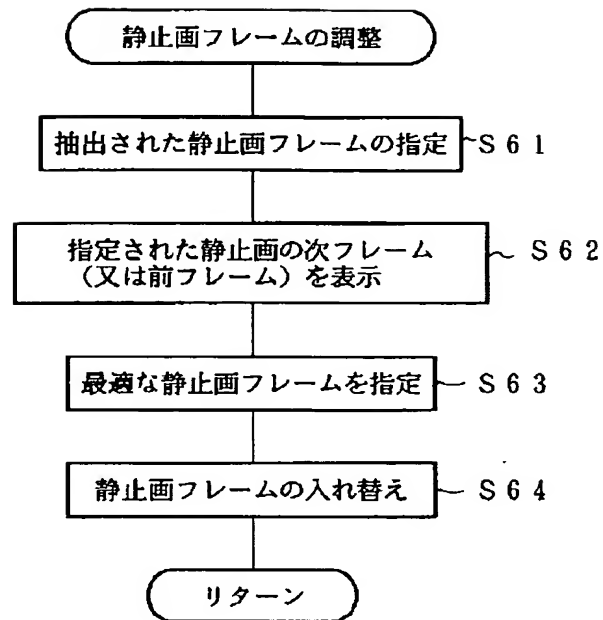 静止画フレームの調整
抽出された静止画フレームの指定 S61
指定された静止画の次フレーム
(又は前フレーム)を表示 S62
最適な静止画フレームを指定 S63
静止画フレームの入れ替え S64
リターン